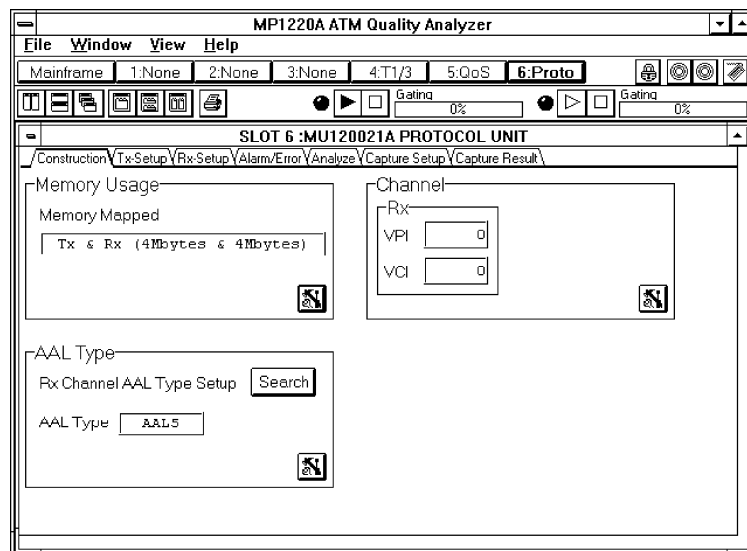 MP1220A ATM Quality Analyzer
File Window View Help
Mainframe 1:None 2:None 3:None 4:T1/3 5:QoS 6:Proto
Gating
0%
Gating
0%
SLOT 6 :MU120021A PROTOCOL UNIT
Construction Tx-Setup Rx-Setup Alarm/Error Analyze Capture Setup Capture Result
Memory Usage
Memory Mapped
Tx & Rx (4Mbytes & 4Mbytes)
Channel
Rx
VPI 0
VCI 0
AAL Type
Rx Channel AAL Type Setup Search
AAL Type AAL5